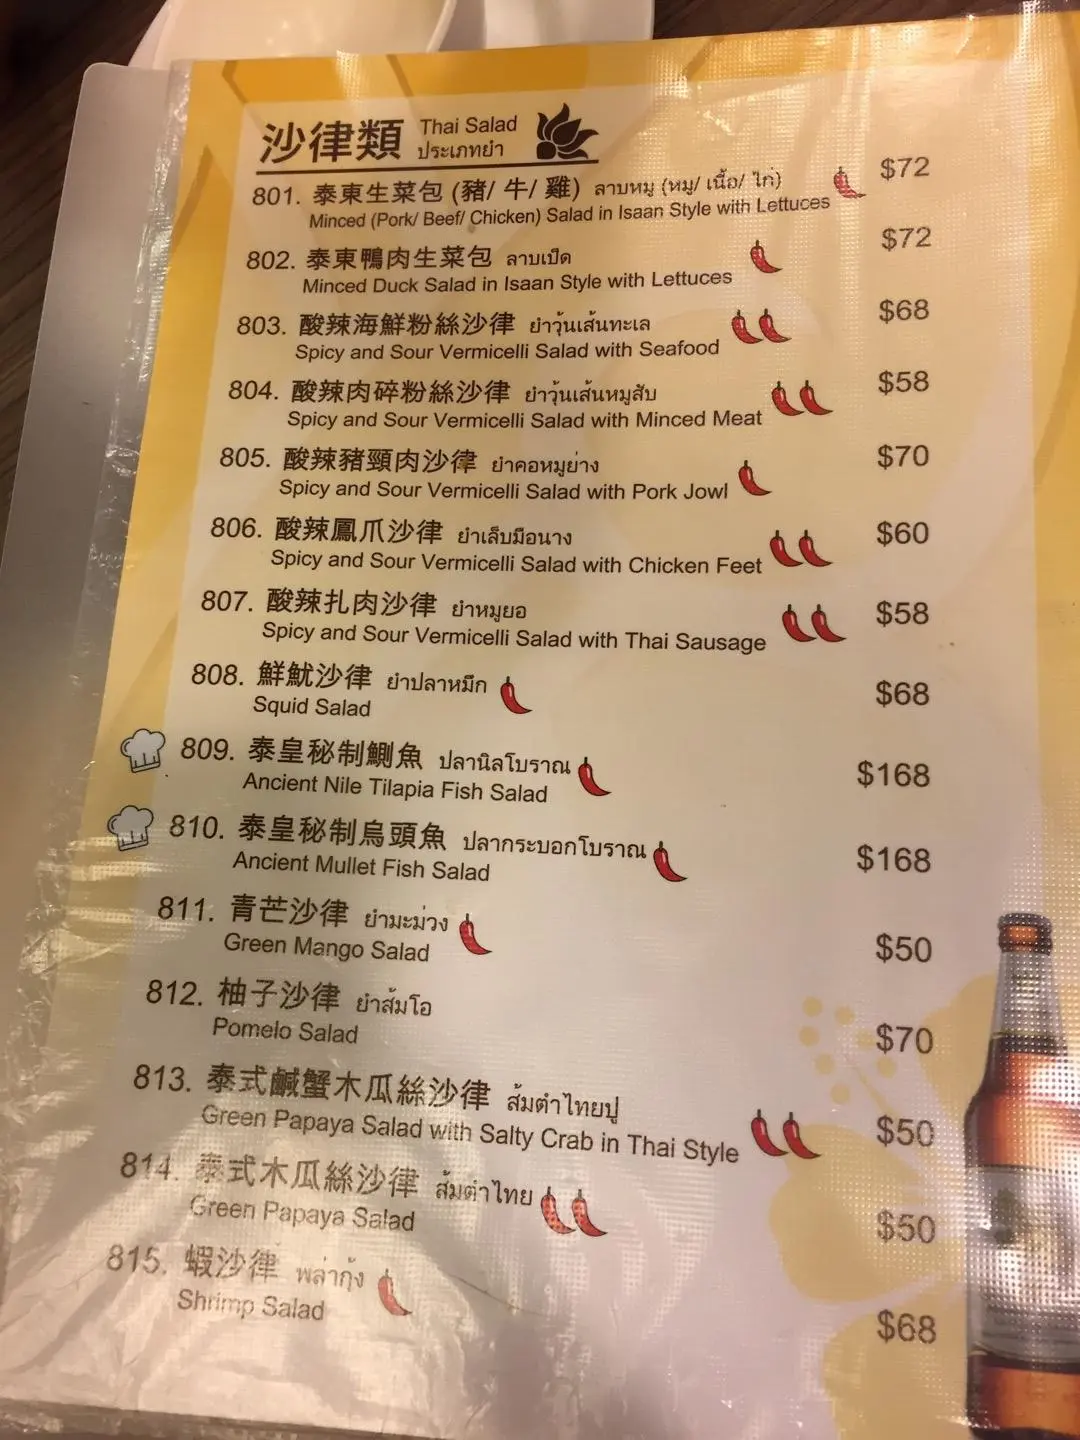 沙律類 Thai Salad
ประเภทยำ
801. 泰東生菜包 (豬/ 牛/ 雞) ลาบหมู (หมู/ เนื้อ/ ไก่) $72
Minced (Pork/ Beef/ Chicken) Salad in Isaan Style with Lettuces
802. 泰東鴨肉生菜包 ลาบเป็ด $72
Minced Duck Salad in Isaan Style with Lettuces
803. 酸辣海鮮粉絲沙律 ยำวุ้นเส้นทะเล $68
Spicy and Sour Vermicelli Salad with Seafood
804. 酸辣肉碎粉絲沙律 ยำวุ้นเส้นหมูสับ $58
Spicy and Sour Vermicelli Salad with Minced Meat
805. 酸辣豬頸肉沙律 ยำคอหมูย่าง $70
Spicy and Sour Vermicelli Salad with Pork Jowl
806. 酸辣鳳爪沙律 ยำเล็บมือนาง $60
Spicy and Sour Vermicelli Salad with Chicken Feet
807. 酸辣扎肉沙律 ยำหมูยอ $58
Spicy and Sour Vermicelli Salad with Thai Sausage
808. 鮮魷沙律 ยำปลาหมึก $68
Squid Salad
809. 泰皇秘制鰂魚 ปลานิลโบราณ $168
Ancient Nile Tilapia Fish Salad
810. 泰皇秘制烏頭魚 ปลากระบอกโบราณ $168
Ancient Mullet Fish Salad
811. 青芒沙律 ยำมะม่วง $50
Green Mango Salad
812. 柚子沙律 ยำส้มโอ $70
Pomelo Salad
813. 泰式鹹蟹木瓜絲沙律 ส้มตำไทยปู $50
Green Papaya Salad with Salty Crab in Thai Style
814. 泰式木瓜絲沙律 ส้มตำไทย $50
Green Papaya Salad
815. 蝦沙律 พล่ากุ้ง $68
Shrimp Salad